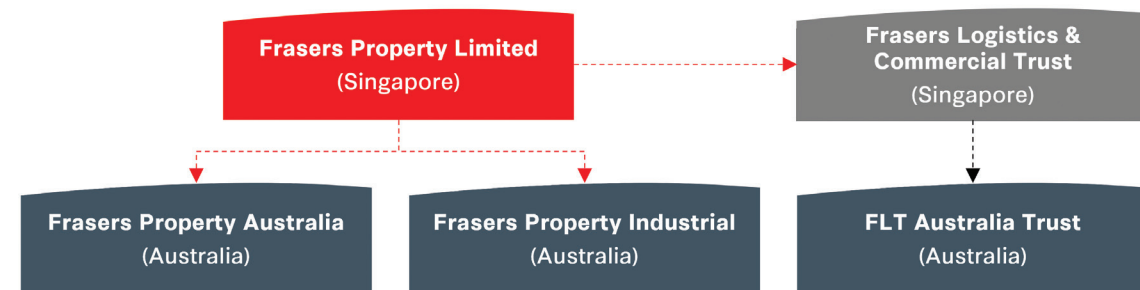 Frasers Property Limited
(Singapore)
Frasers Logistics &
Commercial Trust
(Singapore)
Frasers Property Australia
(Australia)
Frasers Property Industrial
(Australia)
FLT Australia Trust
(Australia)